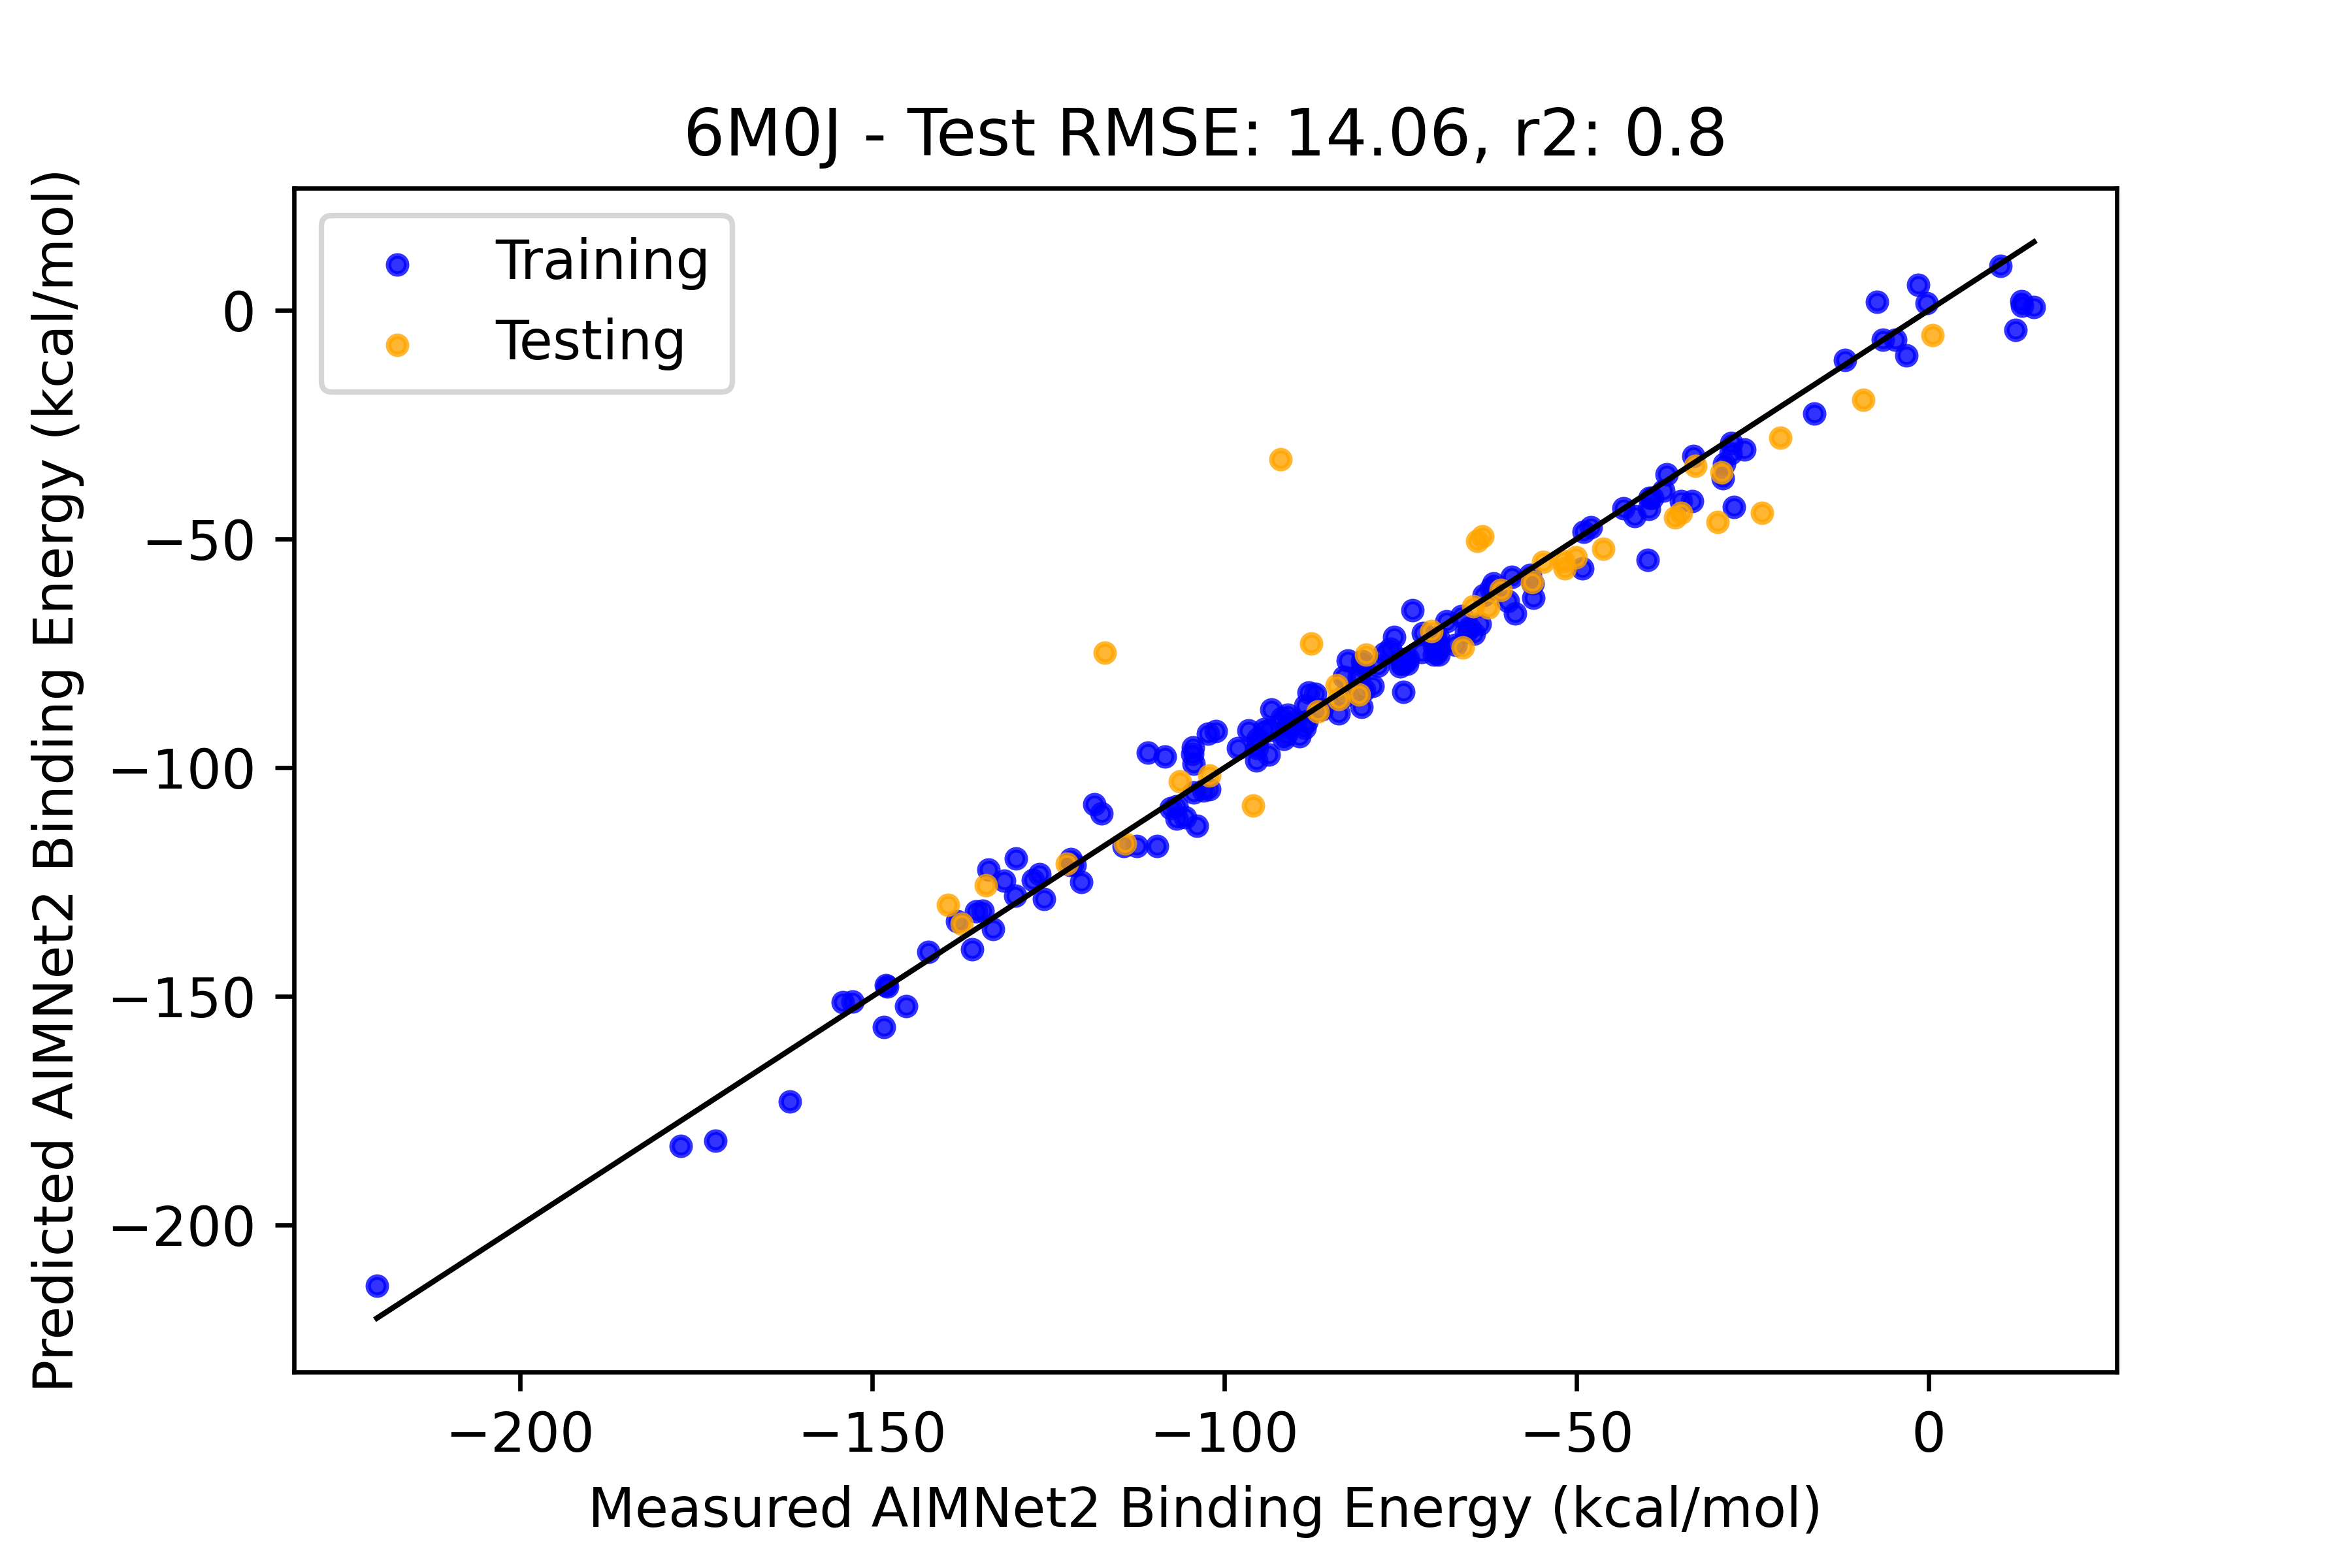 6M0J - Test RMSE: 14.06, r2: 0.8
Training
Testing
Predicted AIMNet2 Binding Energy (kcal/mol)
0
−50
−100
−150
−200
−200
−150
−100
−50
0
Measured AIMNet2 Binding Energy (kcal/mol)